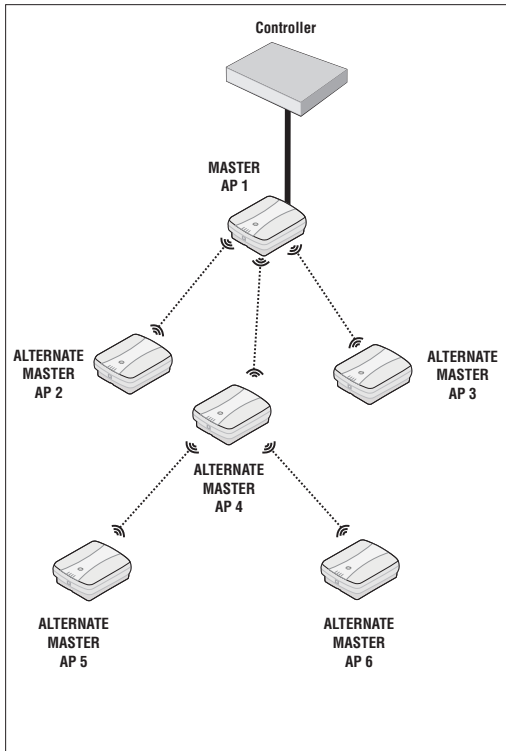 Controller
MASTER
AP 1
ALTERNATE
MASTER
AP 2
ALTERNATE
MASTER
AP 3
ALTERNATE
MASTER
AP 4
ALTERNATE
MASTER
AP 5
ALTERNATE
MASTER
AP 6